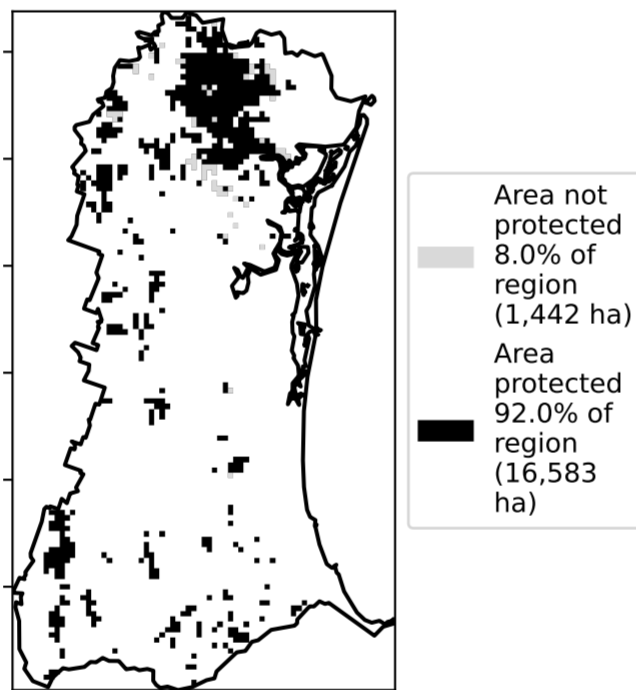 Area not
protected
8.0% of
region
(1,442 ha)
Area
protected
92.0% of
region
(16,583
ha)